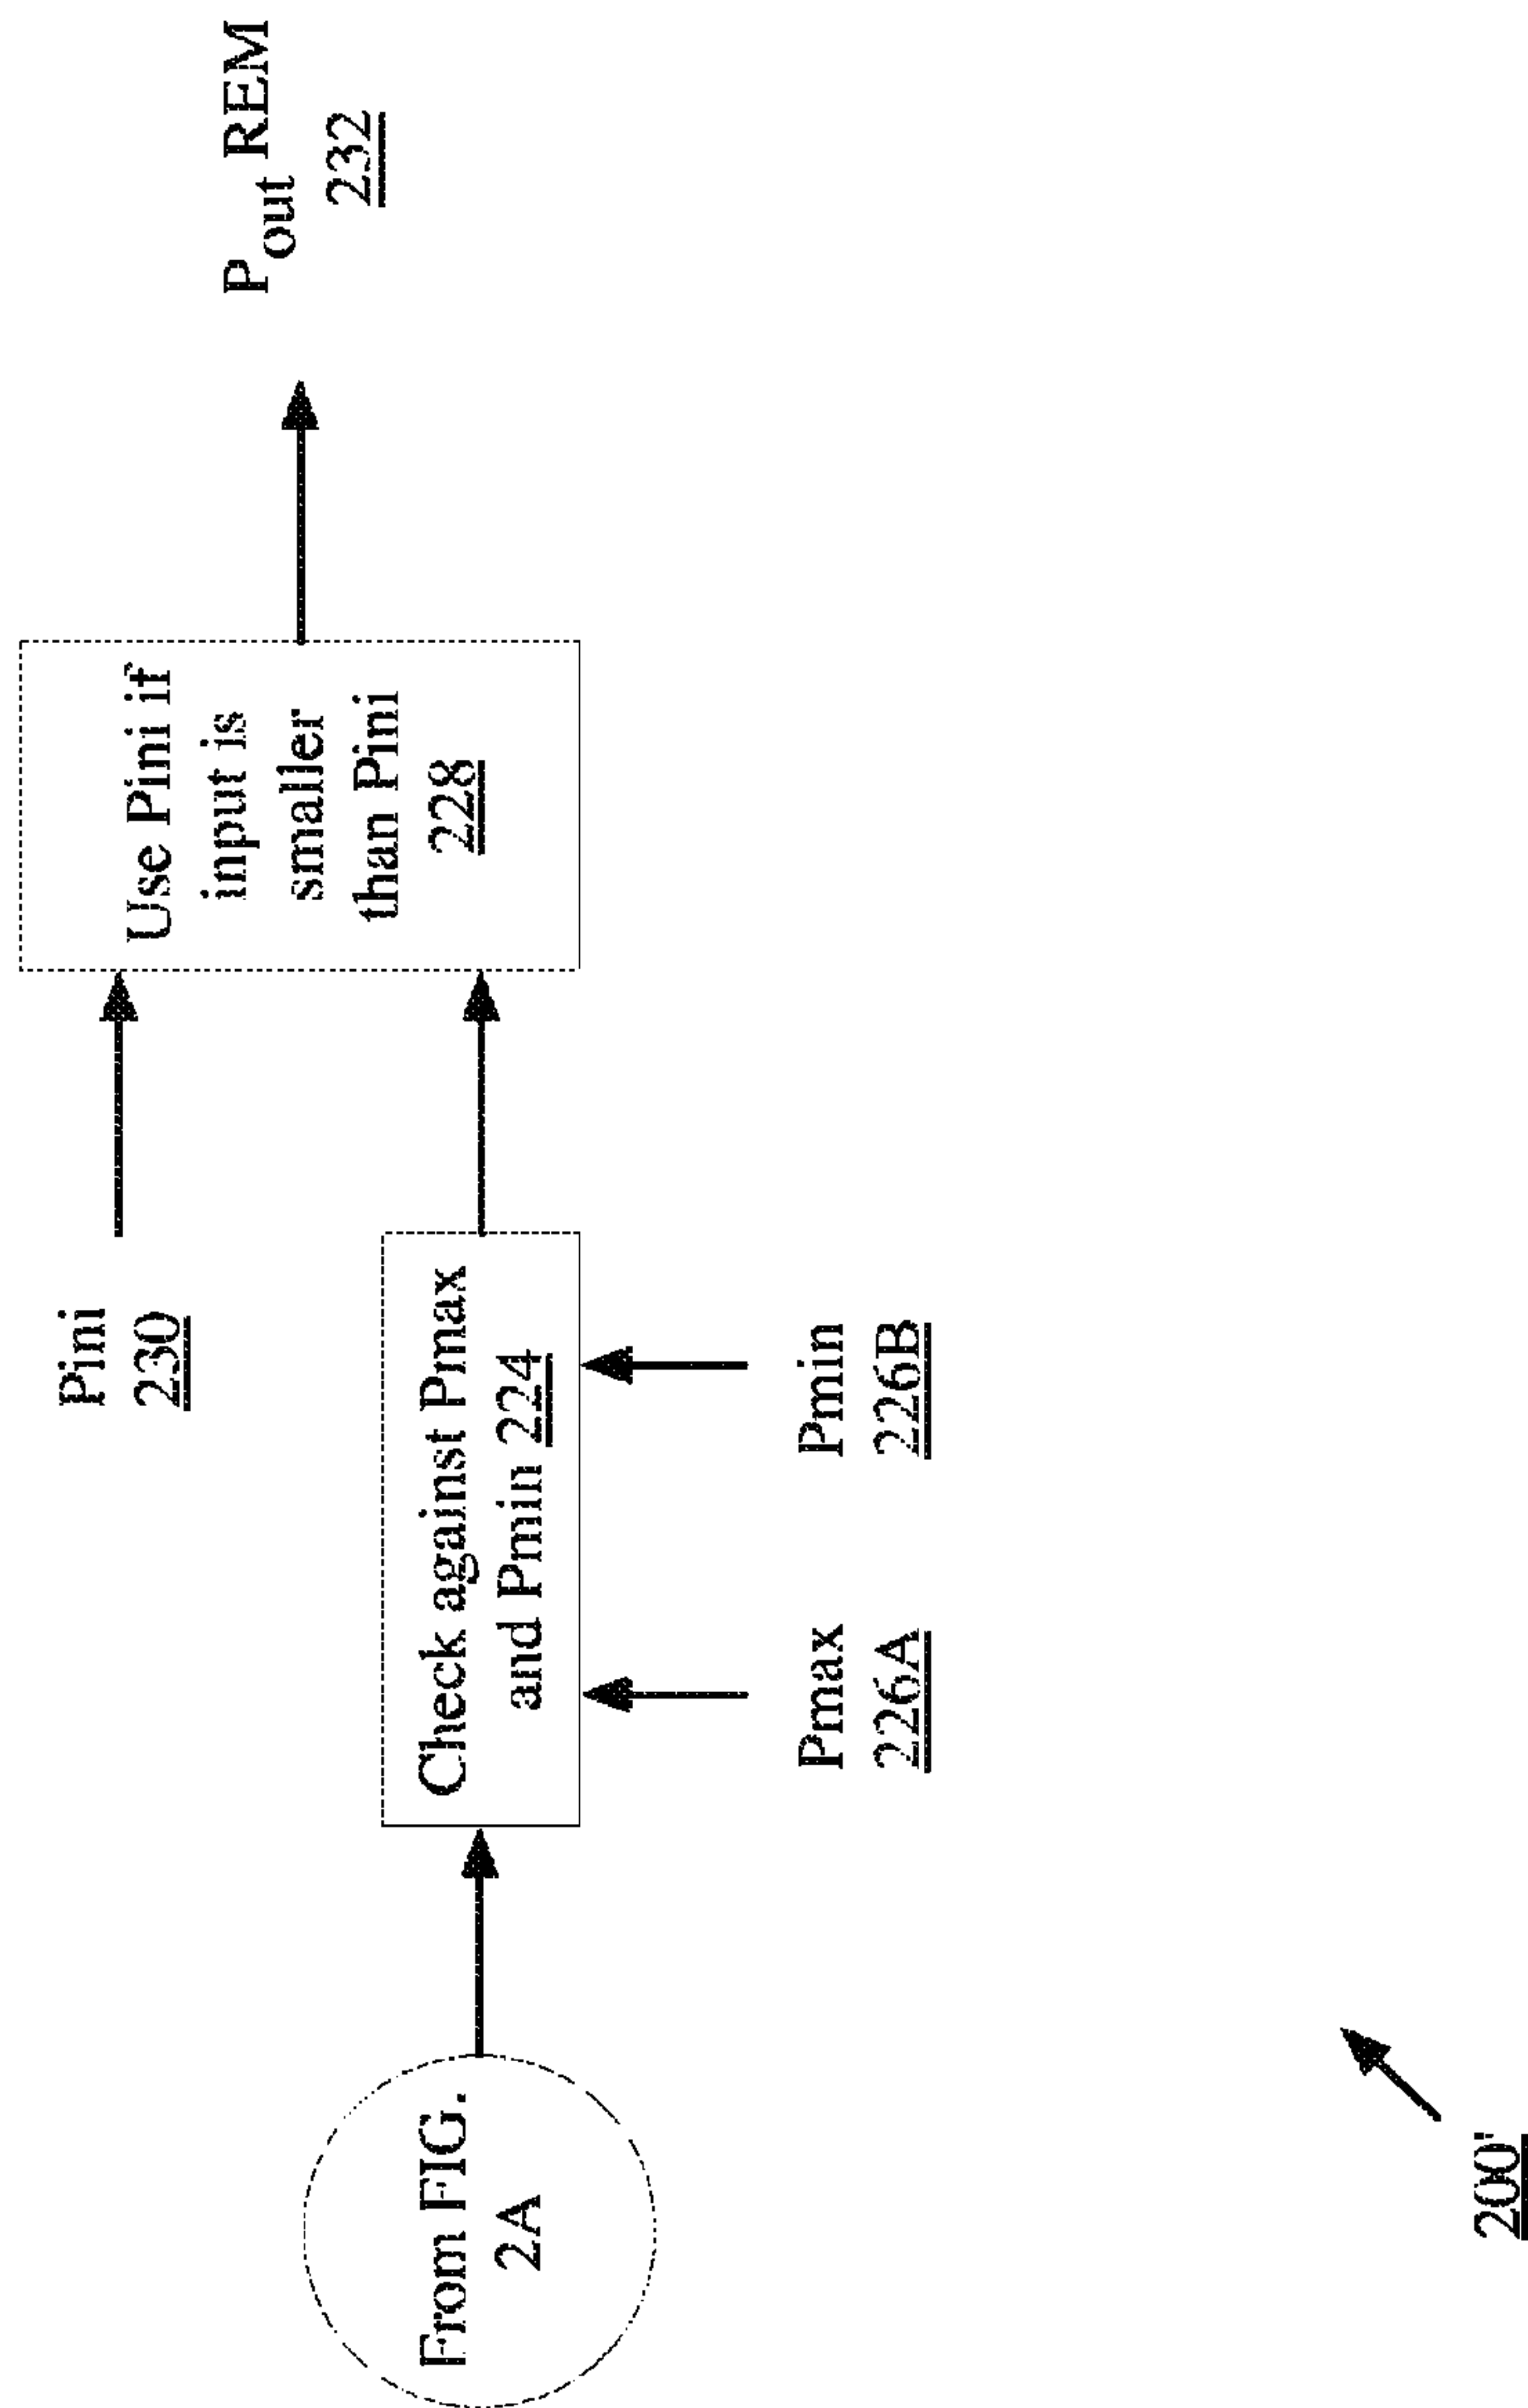 From FIG.
2A
Check against Pmax
and Pmin 224
Pmax
226A
Pmin
226B
Pini
230
Use Pini if
input is
smaller
than Pini
228
Pout REM
232
200'